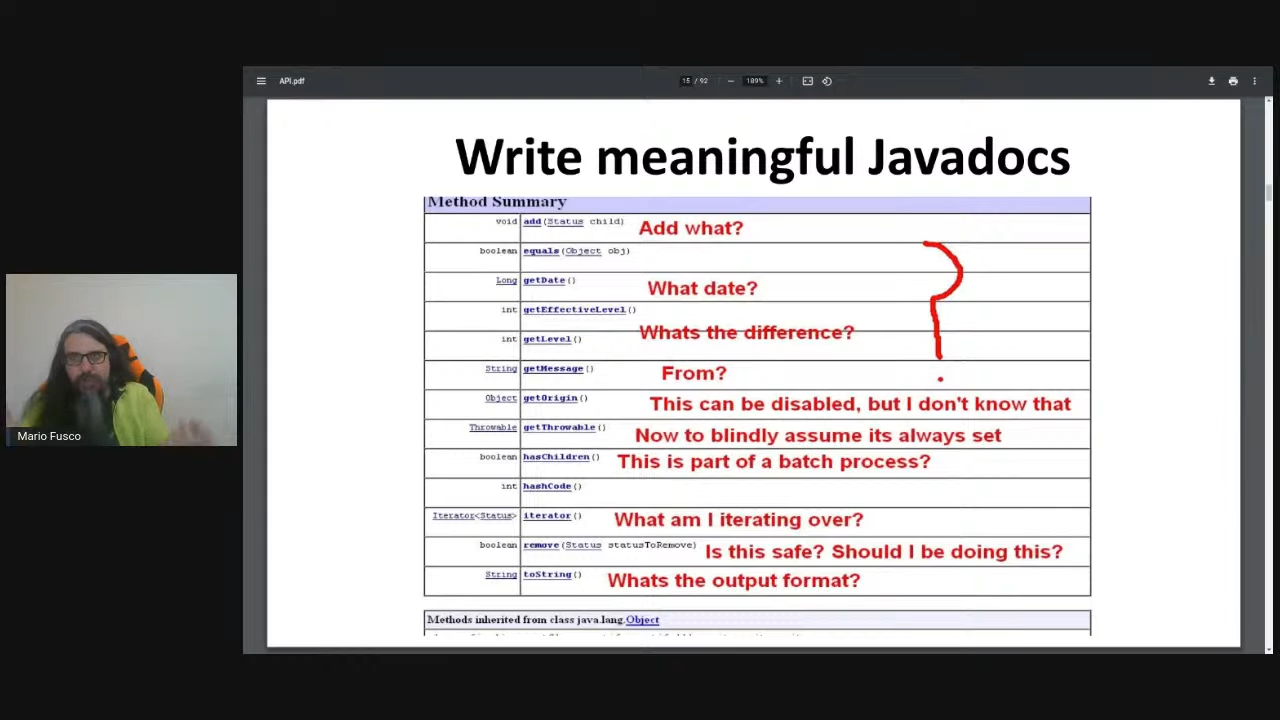 API.pdf
15 / 92
189%
Write meaningful Javadocs
Method Summary
void add(Status child) Add what?
boolean equals(Object obj)
Long getDate() What date?
int getEffectiveLevel()
Whats the difference?
int getLevel()
String getMessage() From?
Object getOrigin() This can be disabled, but I don't know that
Throwable getThrowable() Now to blindly assume its always set
boolean hasChildren() This is part of a batch process?
int hashCode()
Iterator<Status> iterator() What am I iterating over?
boolean remove(Status statusToRemove) Is this safe? Should I be doing this?
String toString() Whats the output format?
Methods inherited from class java.lang.Object
Mario Fusco